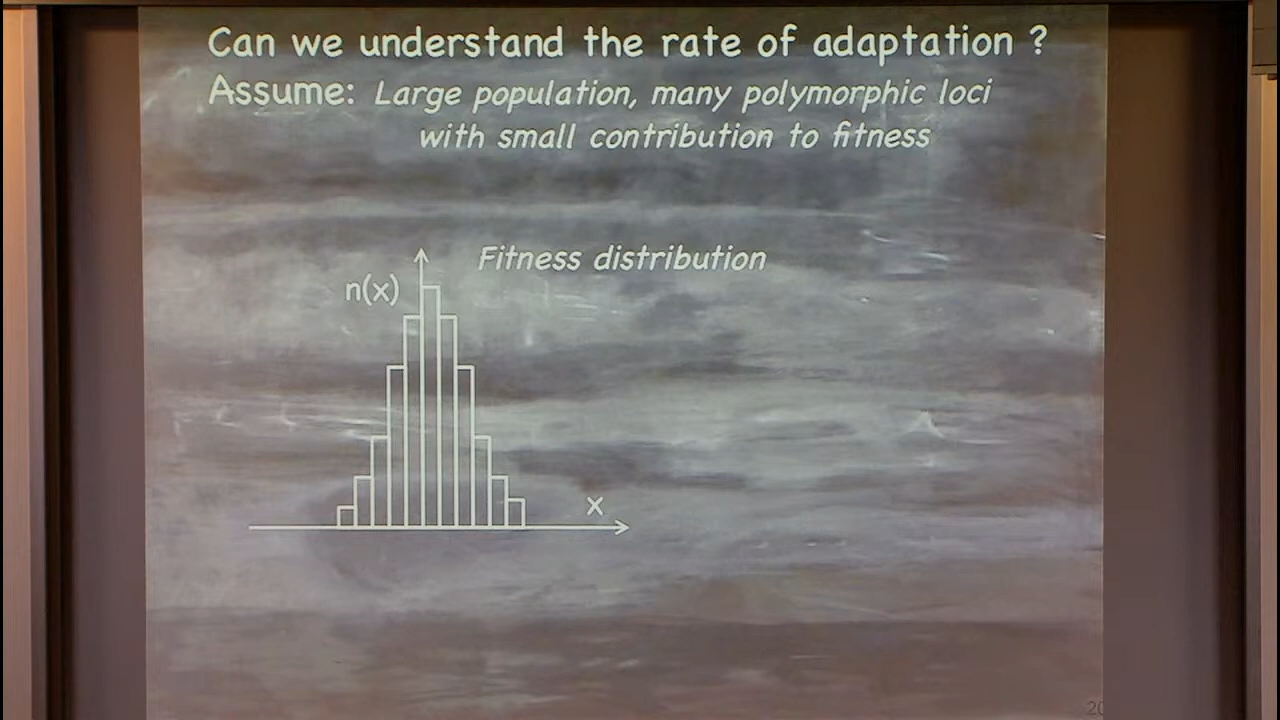 Can we understand the rate of adaptation ?
Assume: Large population, many polymorphic loci
with small contribution to fitness
Fitness distribution
n(x)
x